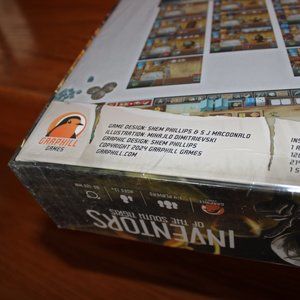 GAME DESIGN: SHEM PHILLIPS & S J MACDONALD
ILLUSTRATION: MIHAJLO DIMITRIEVSKI
GRAPHIC DESIGN: SHEM PHILLIPS
COPYRIGHT 2024 GARPHILL GAMES
GARPHILL.COM
GARPHILL
GAMES
INVENTORS
OF THE SOUTH TIGRIS